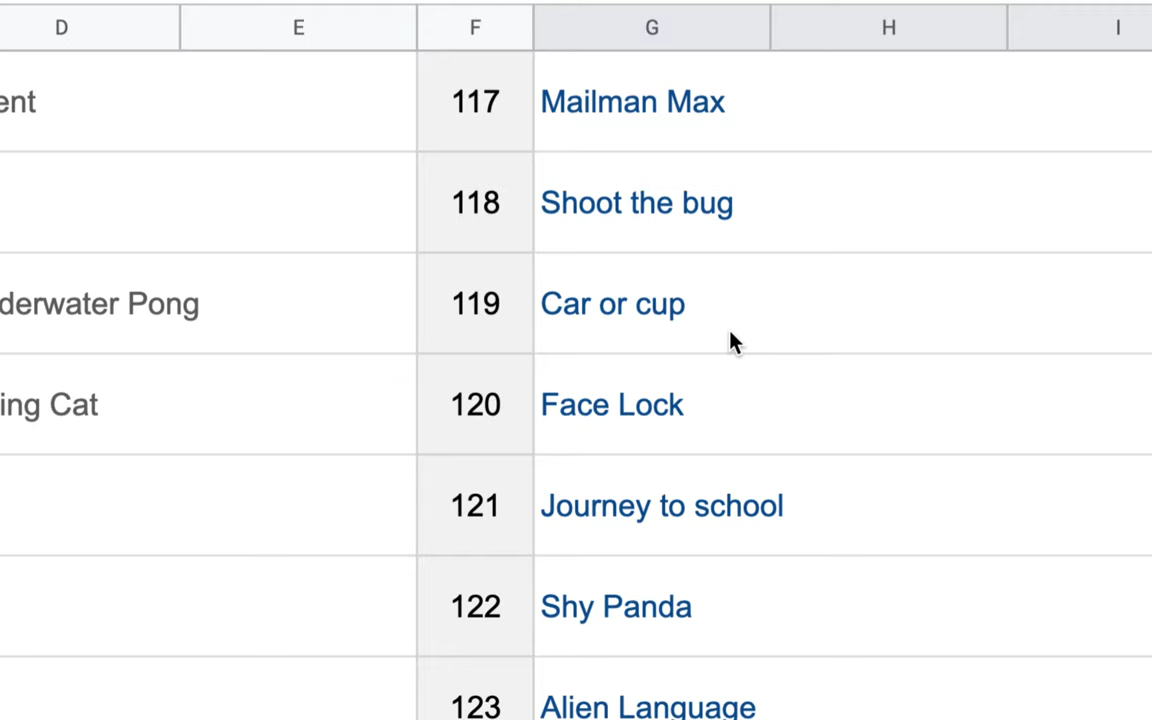 D E F G H I
ent 117 Mailman Max
118 Shoot the bug
derwater Pong 119 Car or cup
ing Cat 120 Face Lock
121 Journey to school
122 Shy Panda
123 Alien Language